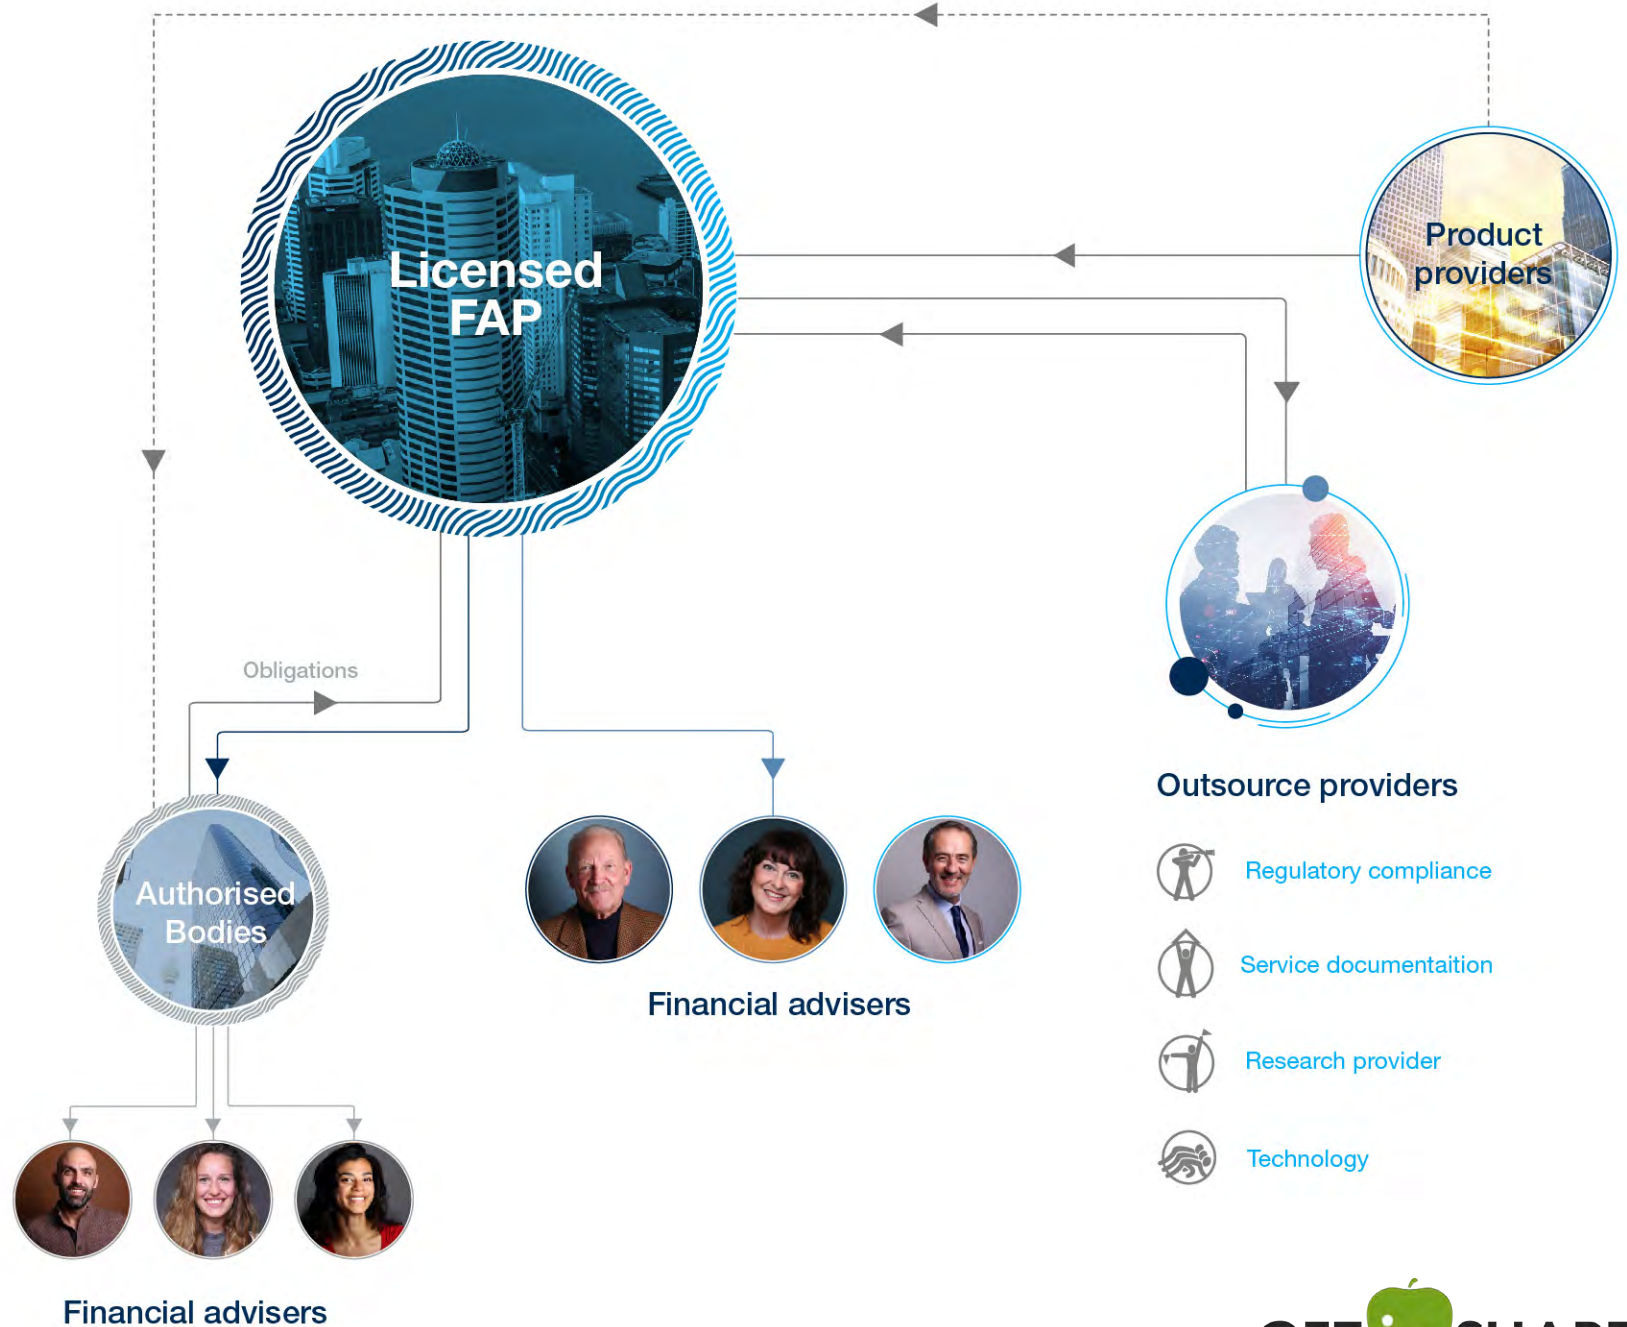 Licensed
FAP
Product
providers
Obligations
Authorised
Bodies
Financial advisers
Outsource providers
Regulatory compliance
Service documentaition
Research provider
Technology
Financial advisers